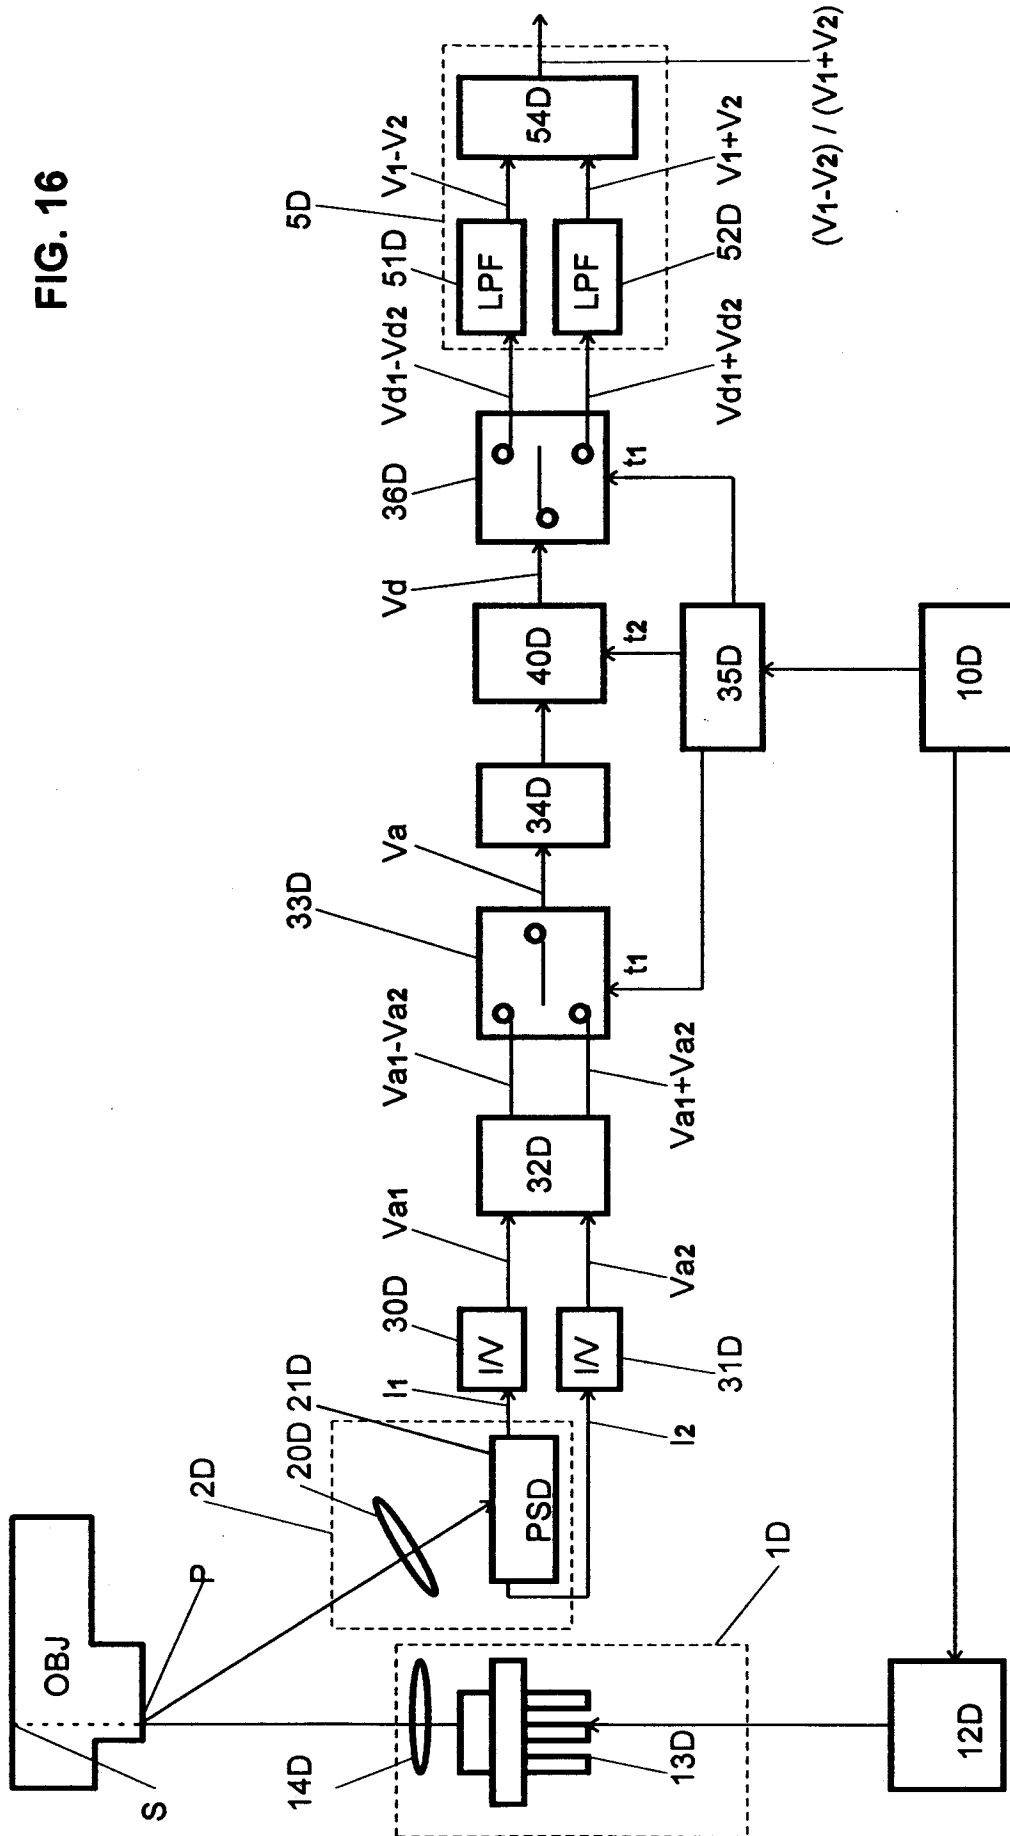 FIG. 16
OBJ
S
P
14D
13D
1D
12D
2D
20D
21D
PSD
I1
I2
30D
I/V
I/V
31D
Va1
Va2
32D
Va1-Va2
Va1+Va2
33D
t1
Va
34D
40D
t2
35D
10D
Vd
36D
t1
Vd1-Vd2
Vd1+Vd2
5D
51D
LPF
LPF
52D
V1-V2
V1+V2
54D
(V1-V2) / (V1+V2)